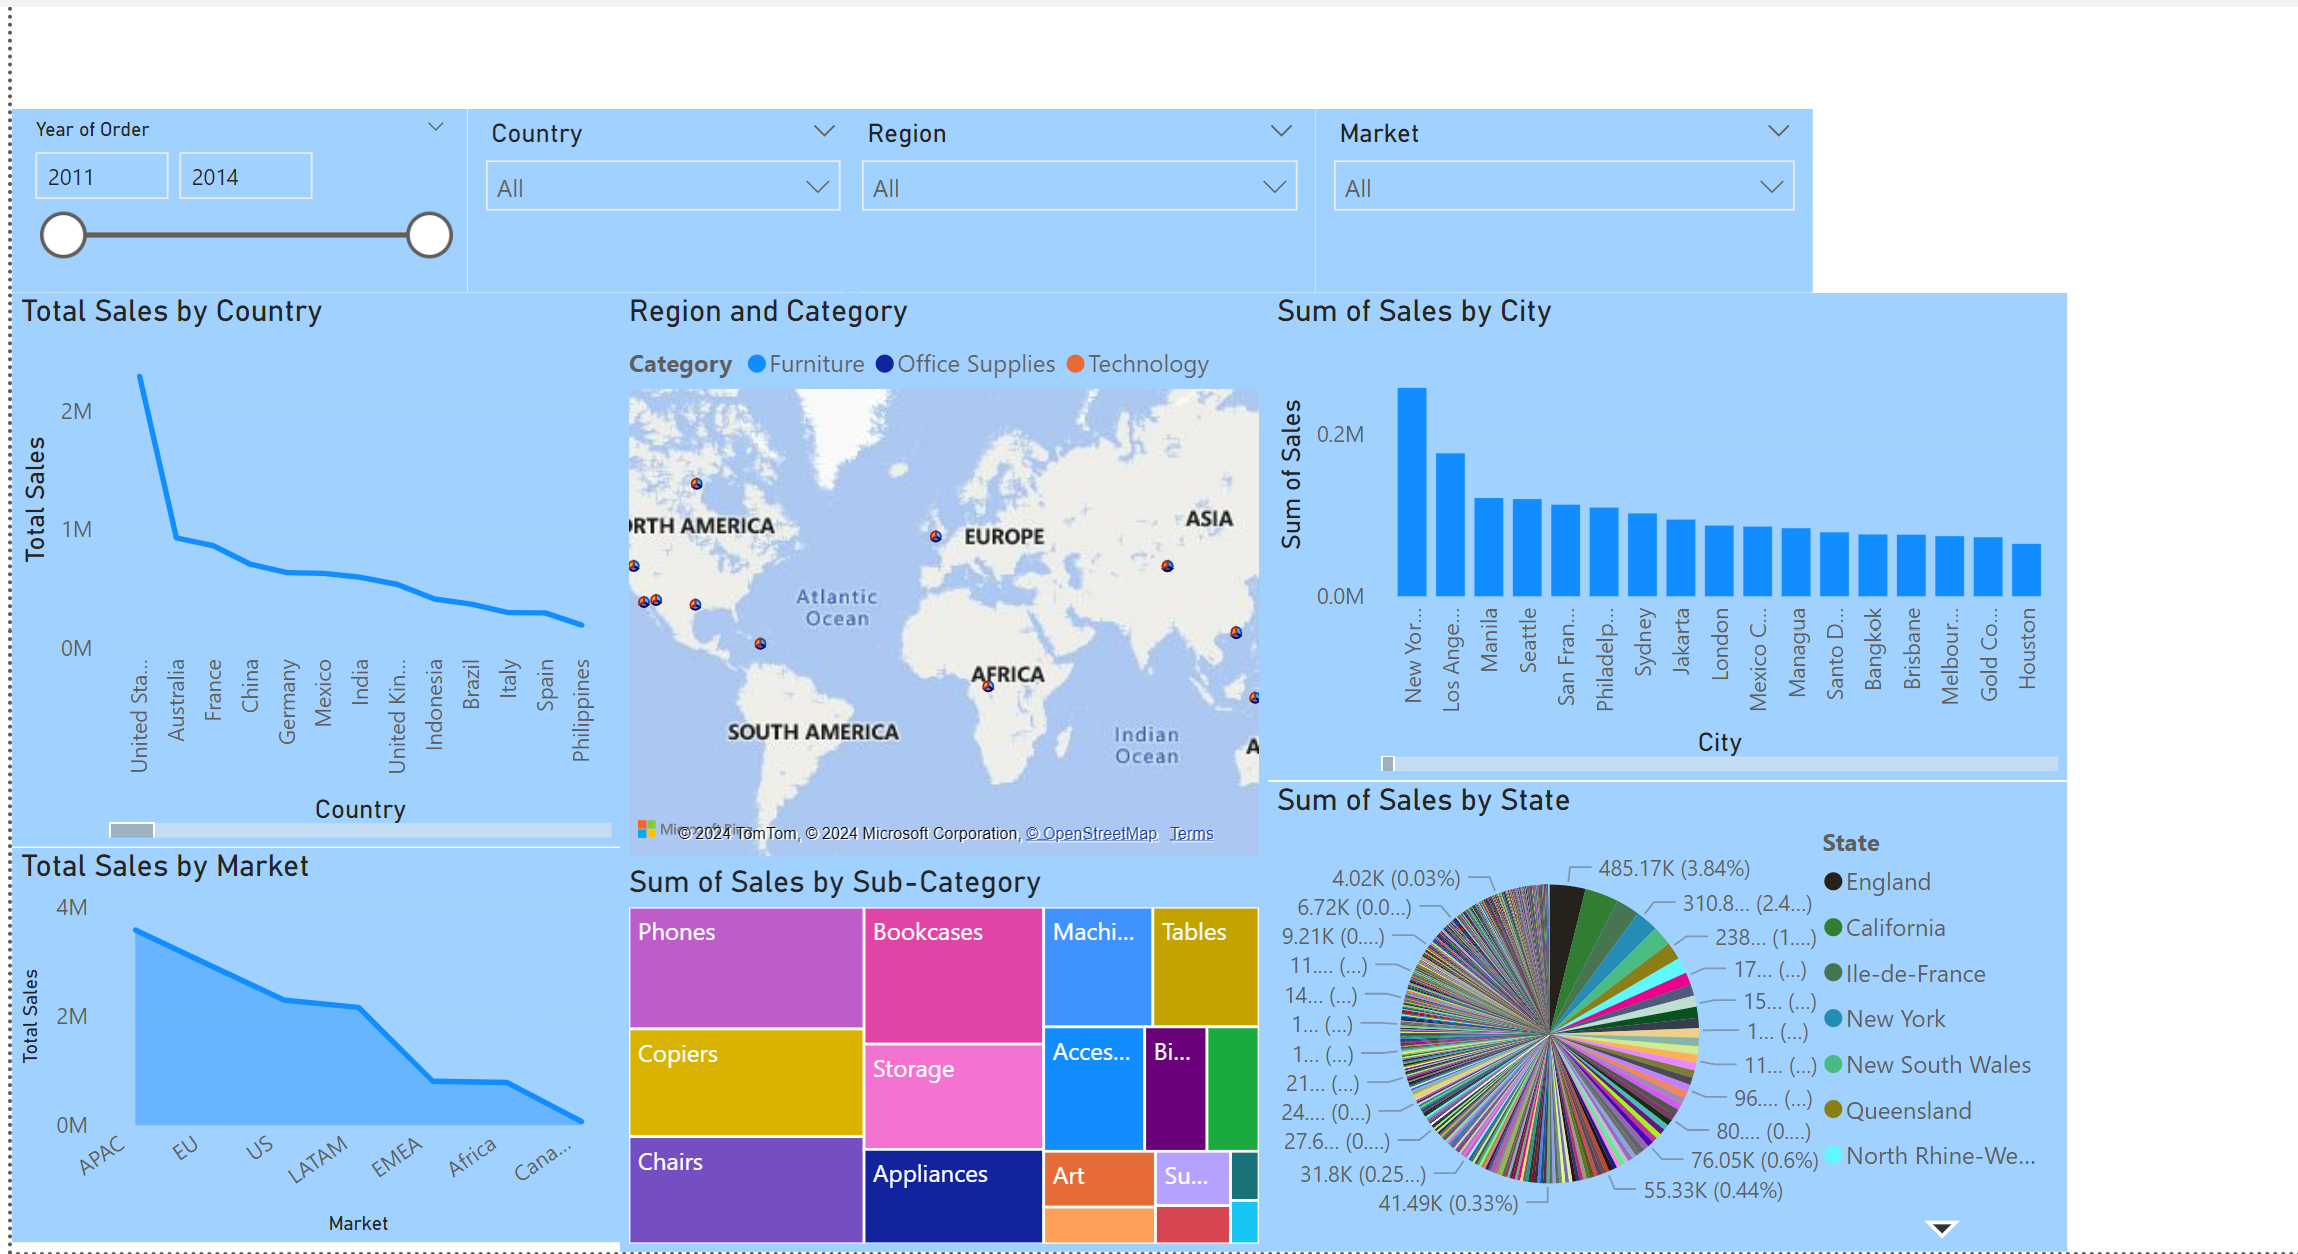 Year of Order
2011
2014
Country
All
Region
All
Market
All
Total Sales by Country
Total Sales
2M
1M
0M
United Sta...
Australia
France
China
Germany
Mexico
India
United Kin...
Indonesia
Brazil
Italy
Spain
Philippines
Country
Region and Category
Category Furniture Office Supplies Technology
RTH AMERICA
EUROPE
ASIA
Atlantic
Ocean
AFRICA
SOUTH AMERICA
Indian
Ocean
A
© 2024 TomTom, © 2024 Microsoft Corporation, © OpenStreetMap Terms
Sum of Sales by City
Sum of Sales
0.2M
0.0M
New Yor...
Los Ange...
Manila
Seattle
San Fran...
Philadelp...
Sydney
Jakarta
London
Mexico C...
Managua
Santo D...
Bangkok
Brisbane
Melbour...
Gold Co...
Houston
City
Total Sales by Market
Total Sales
4M
2M
0M
APAC
EU
US
LATAM
EMEA
Africa
Cana...
Market
Sum of Sales by Sub-Category
Phones
Copiers
Chairs
Bookcases
Storage
Appliances
Machi...
Tables
Acces...
Bi...
Art
Su...
Sum of Sales by State
485.17K (3.84%)
310.8... (2.4...)
238... (1....)
17... (...)
15... (...)
1... (...)
11... (...)
96.... (...)
80.... (0....)
76.05K (0.6%)
55.33K (0.44%)
41.49K (0.33%)
31.8K (0.25...)
27.6... (0....)
24.... (0...)
21... (...)
1... (...)
1... (...)
14... (...)
11.... (...)
9.21K (0....)
6.72K (0.0...)
4.02K (0.03%)
State
England
California
Ile-de-France
New York
New South Wales
Queensland
North Rhine-We...